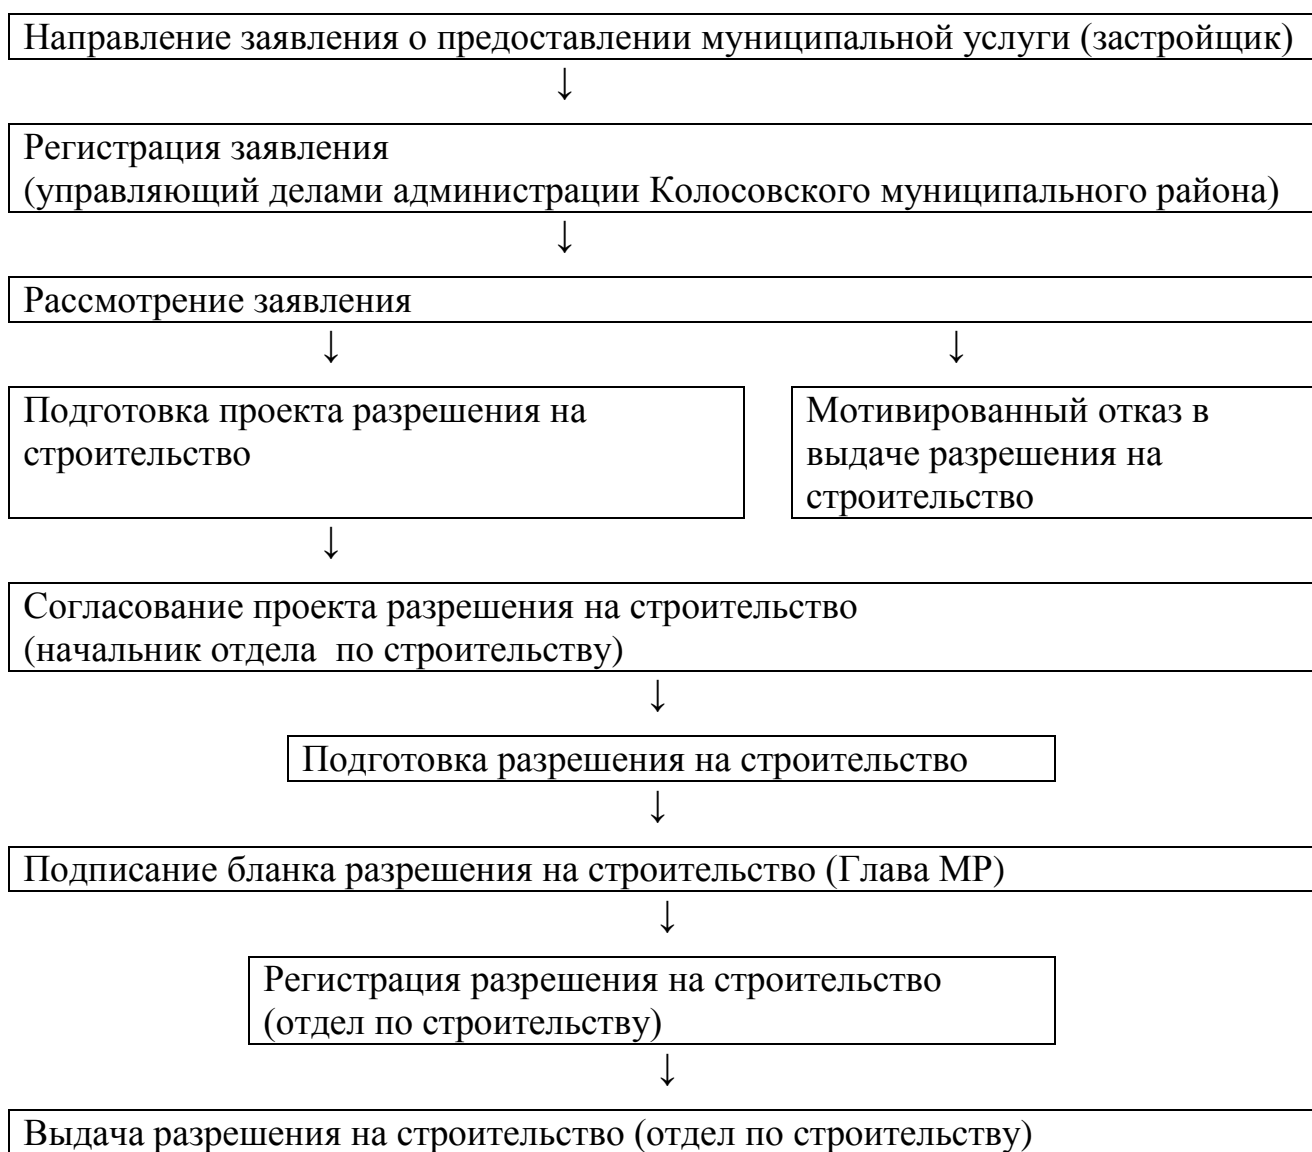 Направление заявления о предоставлении муниципальной услуги (застройщик)
↓
Регистрация заявления
(управляющий делами администрации Колосовского муниципального района)
↓
Рассмотрение заявления
↓ ↓
Подготовка проекта разрешения на
строительство
Мотивированный отказ в
выдаче разрешения на
строительство
↓
Согласование проекта разрешения на строительство
(начальник отдела  по строительству)
↓
Подготовка разрешения на строительство
↓
Подписание бланка разрешения на строительство (Глава МР)
↓
Регистрация разрешения на строительство
(отдел по строительству)
↓
Выдача разрешения на строительство (отдел по строительству)